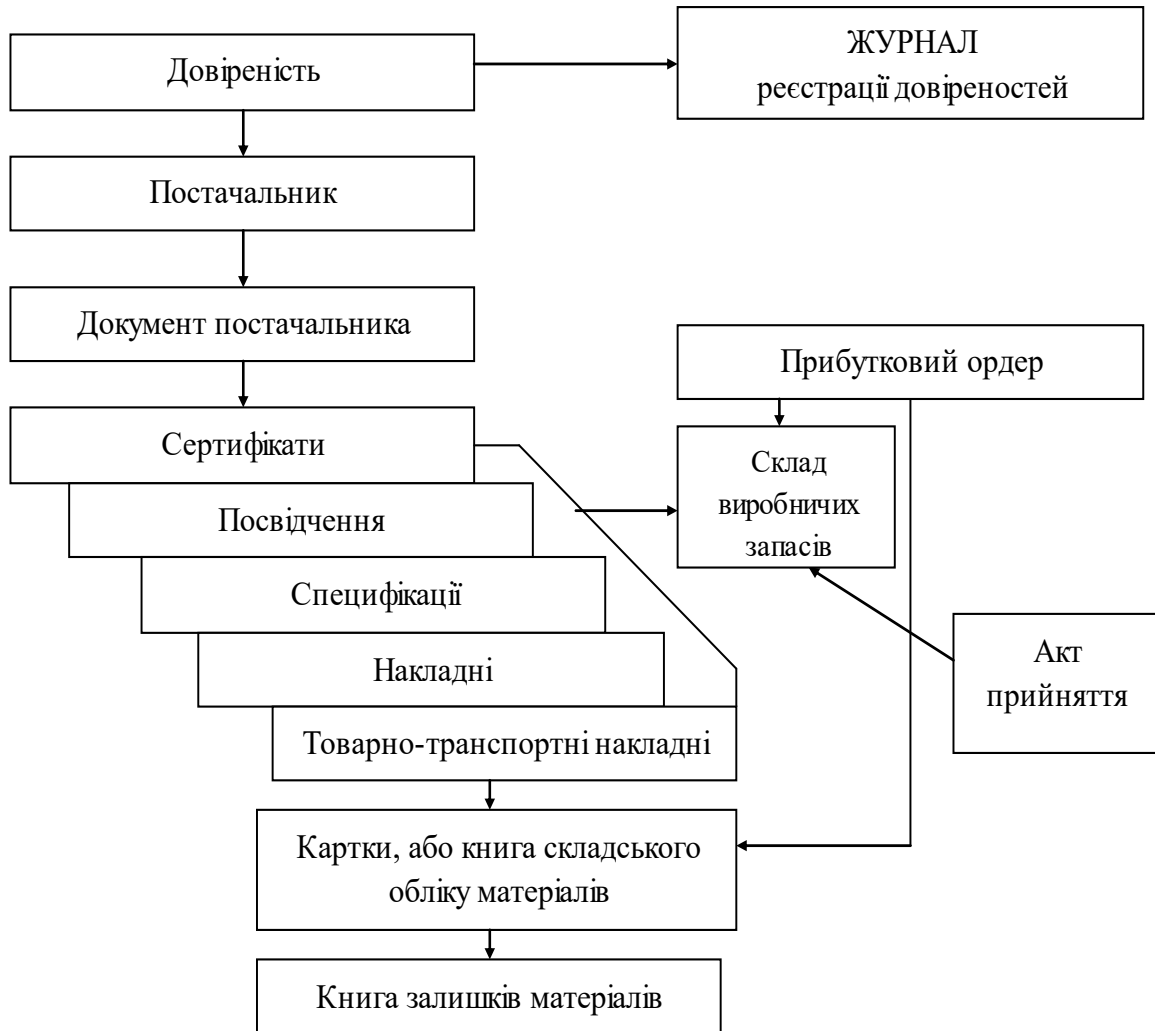 Довіреність
ЖУРНАЛ
реєстрації довіреностей
Постачальник
Документ постачальника
Прибутковий ордер
Сертифікати
Склад
виробничих
запасів
Посвідчення
Специфікації
Накладні
Акт
прийняття
Товарно-транспортні накладні
Картки, або книга складського
обліку матеріалів
Книга залишків матеріалів